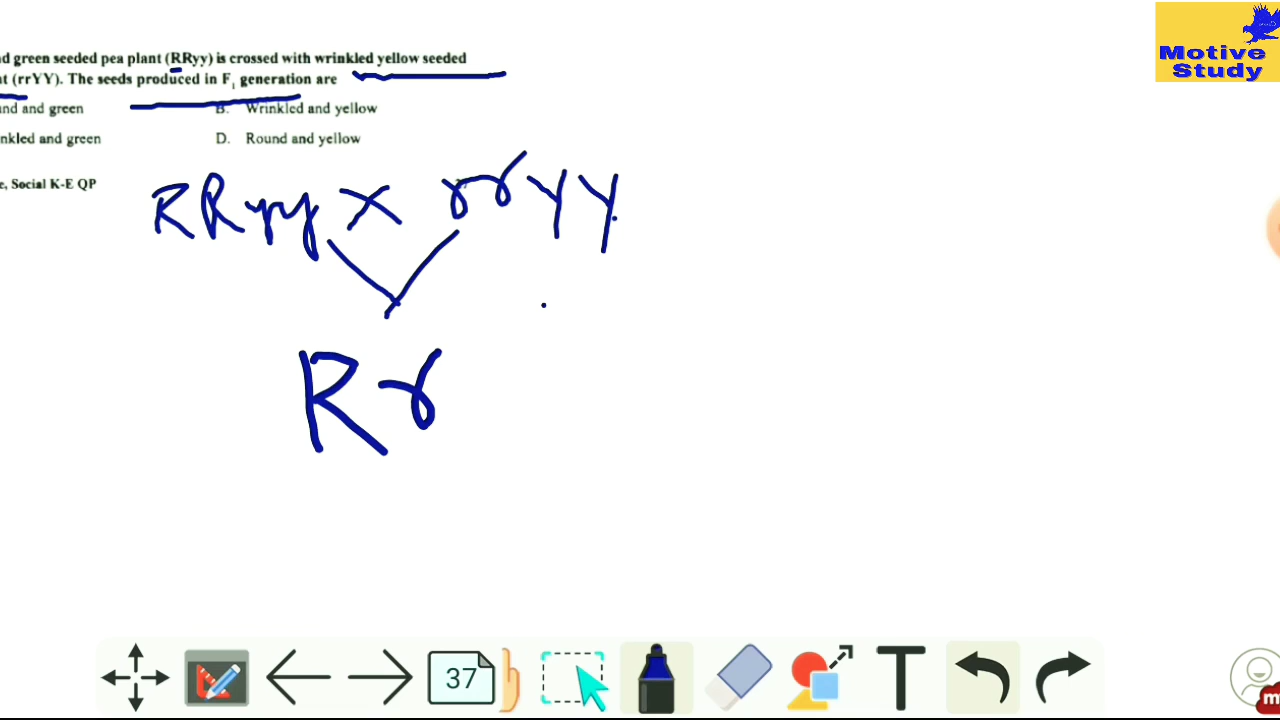 Motive
Study
d green seeded pea plant (RRyy) is crossed with wrinkled yellow seeded
t (rrYY). The seeds produced in F1 generation are
nd and green B. Wrinkled and yellow
nkled and green D. Round and yellow
e, Social K-E QP
RRyy × rrYY
Rr
37
T